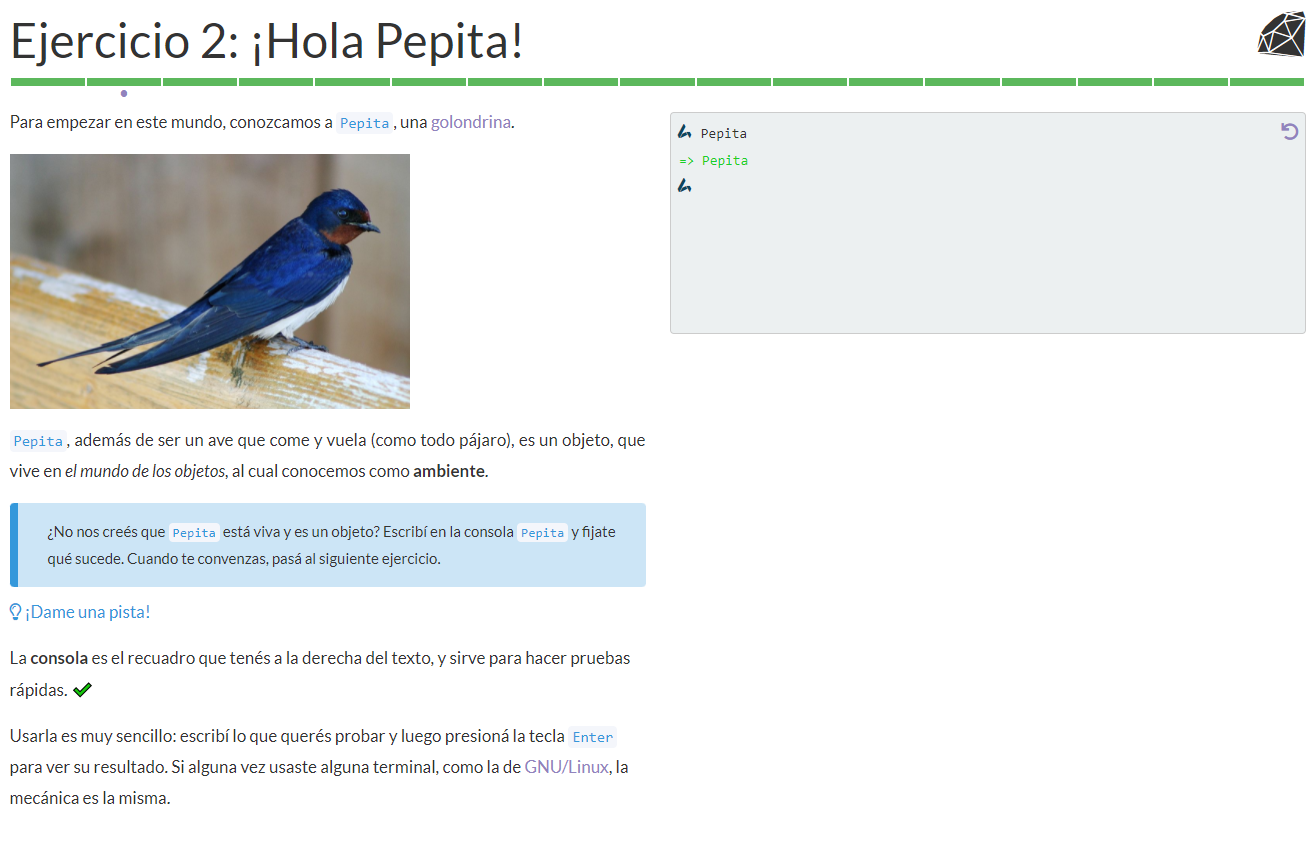 Ejercicio 2: ¡Hola Pepita!
Para empezar en este mundo, conozcamos a Pepita, una golondrina.
Pepita, además de ser un ave que come y vuela (como todo pájaro), es un objeto, que
vive en el mundo de los objetos, al cual conocemos como ambiente.
¿No nos creés que Pepita está viva y es un objeto? Escribí en la consola Pepita y fijate
qué sucede. Cuando te convenzas, pasá al siguiente ejercicio.
¡Dame una pista!
La consola es el recuadro que tenés a la derecha del texto, y sirve para hacer pruebas
rápidas.
Usarla es muy sencillo: escribí lo que querés probar y luego presioná la tecla Enter
para ver su resultado. Si alguna vez usaste alguna terminal, como la de GNU/Linux, la
mecánica es la misma.
Pepita
=> Pepita